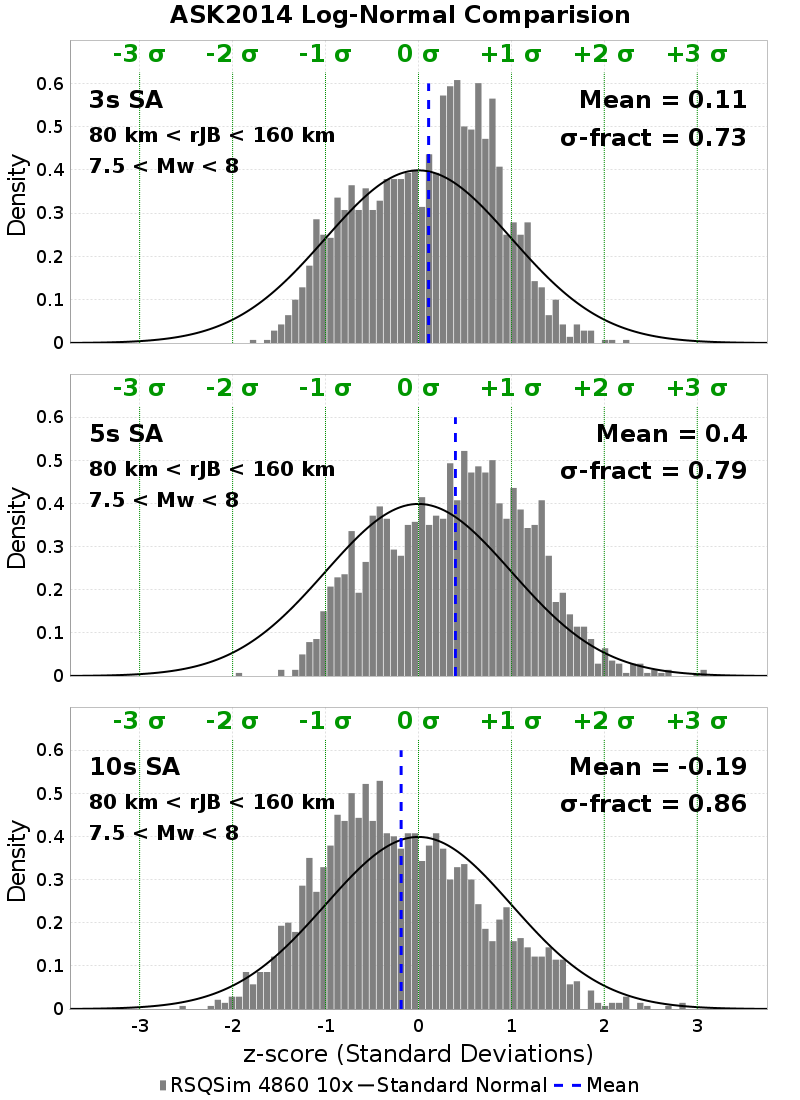 ASK2014 Log-Normal Comparision
-3 σ -2 σ -1 σ 0 σ +1 σ +2 σ +3 σ
0.6
3s SA Mean = 0.11
0.5
80 km < rJB < 160 km σ-fract = 0.73
7.5 < Mw < 8
0.4
Density
0.3
0.2
0.1
0
-3 σ -2 σ -1 σ 0 σ +1 σ +2 σ +3 σ
0.6
5s SA Mean = 0.4
0.5
80 km < rJB < 160 km σ-fract = 0.79
7.5 < Mw < 8
0.4
Density
0.3
0.2
0.1
0
-3 σ -2 σ -1 σ 0 σ +1 σ +2 σ +3 σ
0.6
10s SA Mean = -0.19
0.5
80 km < rJB < 160 km σ-fract = 0.86
7.5 < Mw < 8
0.4
Density
0.3
0.2
0.1
0
-3 -2 -1 0 1 2 3
z-score (Standard Deviations)
RSQSim 4860 10x Standard Normal Mean